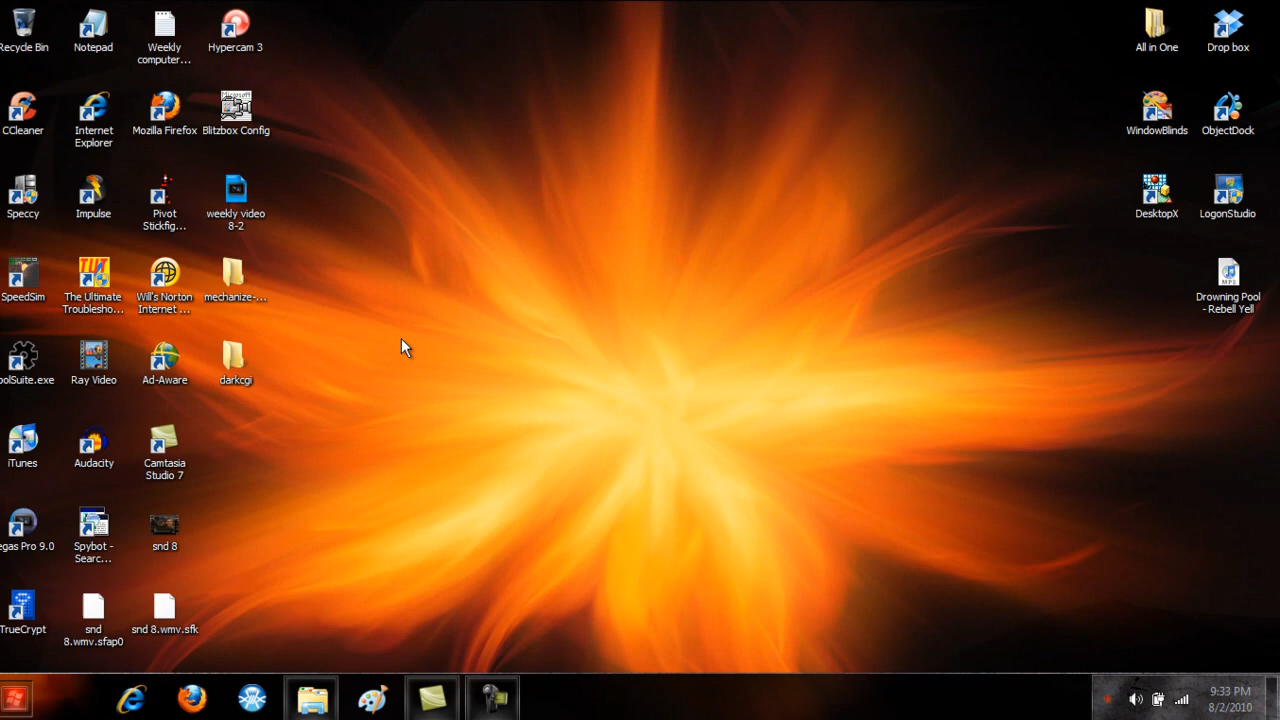 Recycle Bin
Notepad
Weekly
computer...
Hypercam 3
All in One
Drop box
CCleaner
Internet
Explorer
Mozilla Firefox
Microsoft
Blitzbox Config
WindowBlinds
ObjectDock
Speccy
Impulse
Pivot
Stickfig...
weekly video
8-2
DesktopX
LogonStudio
SpeedSim
TUT
The Ultimate
Troublesho...
Will's Norton
Internet ...
mechanize-...
MP3
Drowning Pool
- Rebell Yell
oolSuite.exe
Ray Video
Ad-Aware
darkcgi
iTunes
Audacity
Camtasia
Studio 7
egas Pro 9.0
Spybot -
Searc...
snd 8
TrueCrypt
snd
8.wmv.sfap0
snd 8.wmv.sfk
9:33 PM
8/2/2010